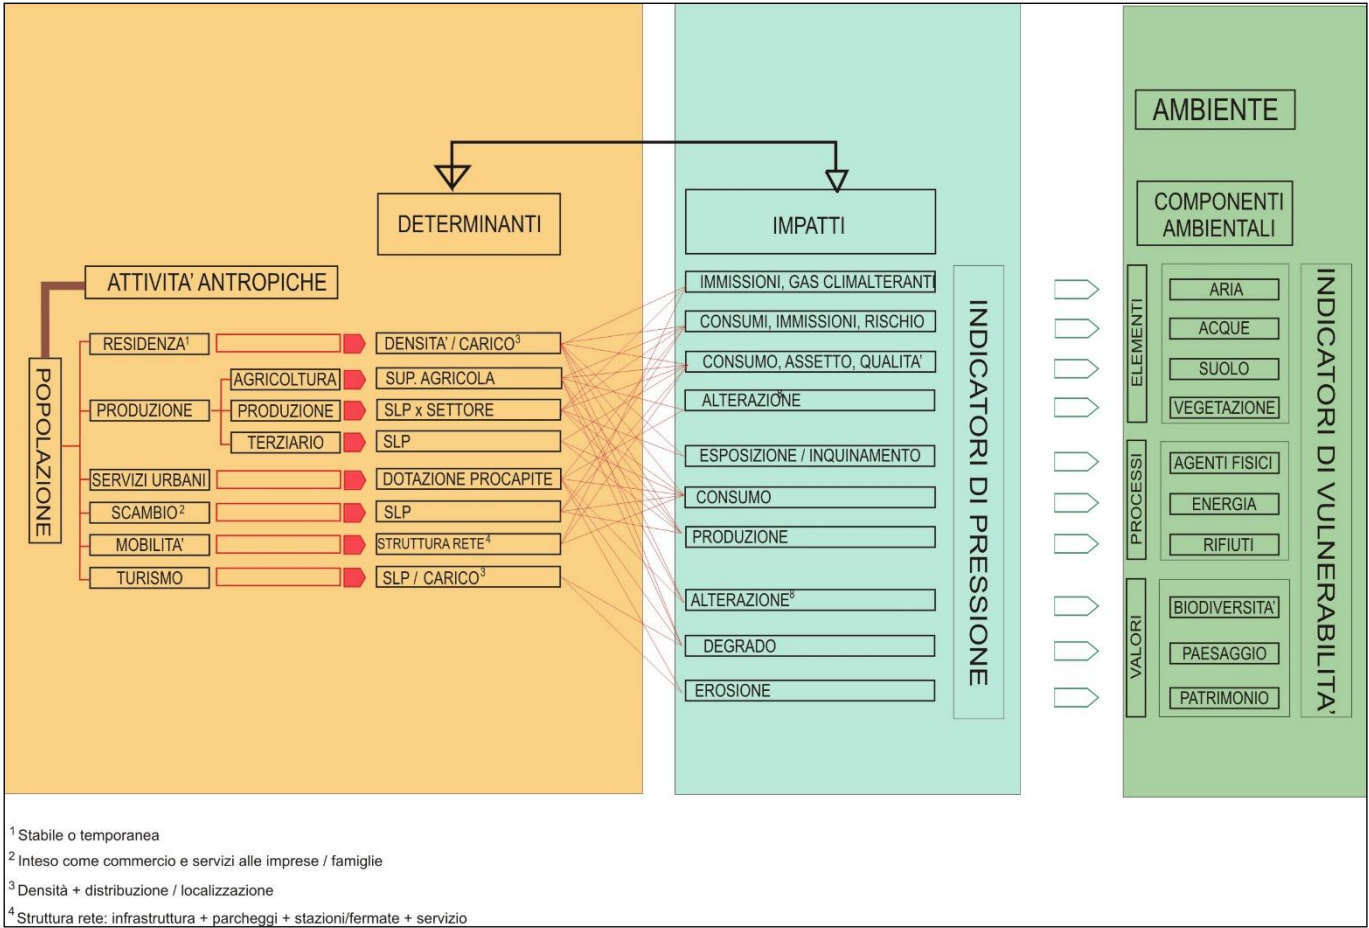 AMBIENTE
COMPONENTI
AMBIENTALI
DETERMINANTI
IMPATTI
ATTIVITA' ANTROPICHE
POPOLAZIONE
RESIDENZA¹
DENSITA' / CARICO³
PRODUZIONE
AGRICOLTURA
SUP. AGRICOLA
PRODUZIONE
SLP x SETTORE
TERZIARIO
SLP
SERVIZI URBANI
DOTAZIONE PROCAPITE
SCAMBIO²
SLP
MOBILITA'
STRUTTURA RETE⁴
TURISMO
SLP / CARICO³
IMMISSIONI, GAS CLIMALTERANTI
CONSUMI, IMMISSIONI, RISCHIO
CONSUMO, ASSETTO, QUALITA'
ALTERAZIONE⁸
ESPOSIZIONE / INQUINAMENTO
CONSUMO
PRODUZIONE
ALTERAZIONE⁸
DEGRADO
EROSIONE
INDICATORI DI PRESSIONE
ELEMENTI
ARIA
ACQUE
SUOLO
VEGETAZIONE
PROCESSI
AGENTI FISICI
ENERGIA
RIFIUTI
VALORI
BIODIVERSITA'
PAESAGGIO
PATRIMONIO
INDICATORI DI VULNERABILITA'
¹ Stabile o temporanea
² Inteso come commercio e servizi alle imprese / famiglie
³ Densità + distribuzione / localizzazione
⁴ Struttura rete: infrastruttura + parcheggi + stazioni/fermate + servizio